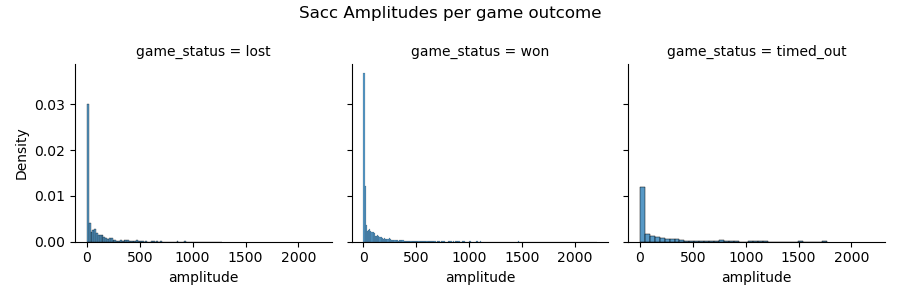 Sacc Amplitudes per game outcome
game_status = lost
game_status = won
game_status = timed_out
Density
0.03
0.02
0.01
0.00
0 500 1000 1500 2000
0 500 1000 1500 2000
0 500 1000 1500 2000
amplitude
amplitude
amplitude